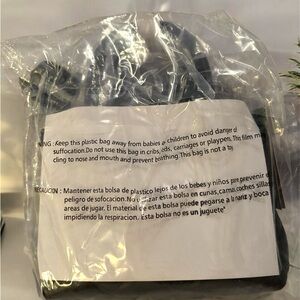 NING : Keep this plastic bag away from babies & children to avoid danger of
suffocation. Do not use this bag in cribs, beds, carriages or playpens. The film may
cling to nose and mouth and prevent breathing. This bag is not a toy
RECAUCION : Mantener esta bolsa de plastico lejos de los bebes y niños para prevenir el
peligro de sofocacion. No utilizar esta bolsa en cunas, camas, coches sillas
areas de jugar. El material de esta bolsa puede pegarse a la nariz y boca
impidiendo la respiracion. Esta bolsa no es un juguete"